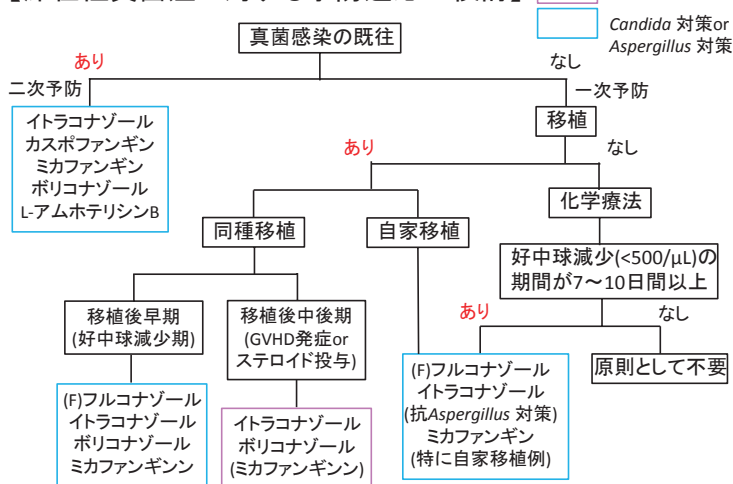 Candida 対策or
Aspergillus 対策
真菌感染の既往
あり
なし
二次予防
一次予防
イトラコナゾール
カスポファンギン
ミカファンギン
ボリコナゾール
L-アムホテリシンB
移植
あり
なし
同種移植
自家移植
化学療法
好中球減少(<500/μL)の
期間が7～10日間以上
あり
なし
移植後早期
(好中球減少期)
移植後中後期
(GVHD発症or
ステロイド投与)
原則として不要
(F)フルコナゾール
イトラコナゾール
ボリコナゾール
ミカファンギンン
イトラコナゾール
ボリコナゾール
(ミカファンギンン)
(F)フルコナゾール
イトラコナゾール
(抗Aspergillus 対策)
ミカファンギン
(特に自家移植例)